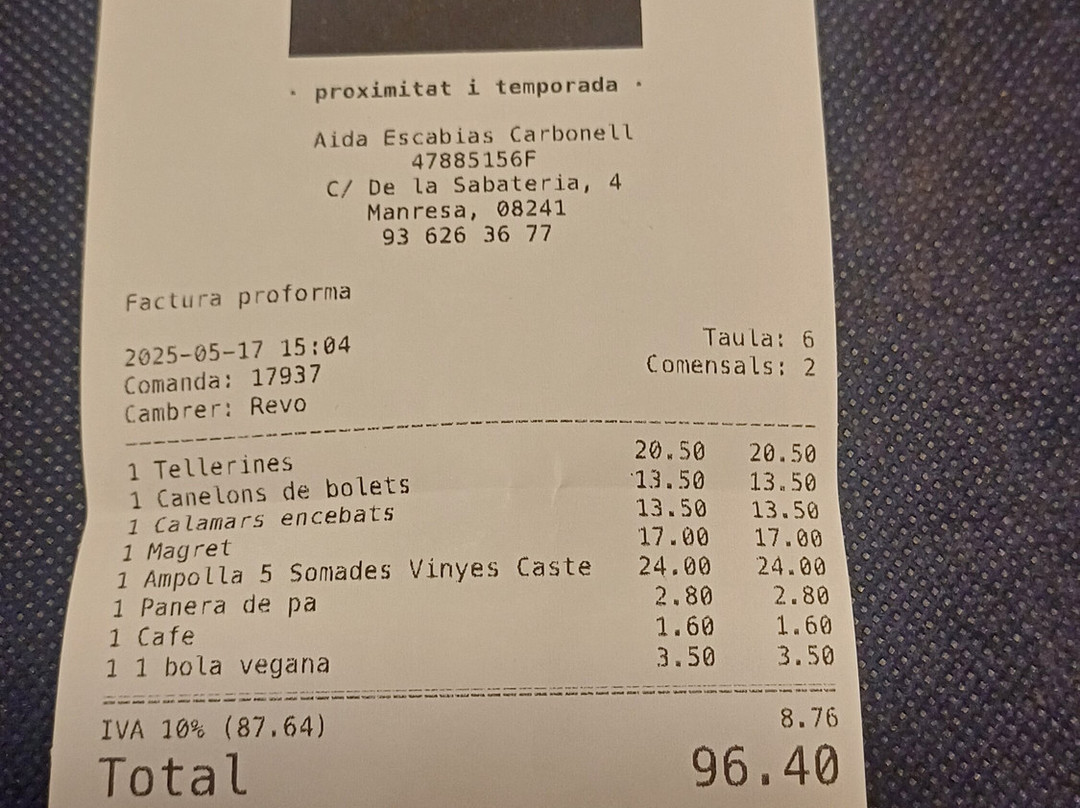 · proximitat i temporada ·
Aida Escabias Carbonell
47885156F
C/ De la Sabateria, 4
Manresa, 08241
93 626 36 77
Factura proforma
2025-05-17 15:04 Taula: 6
Comanda: 17937 Comensals: 2
Cambrer: Revo
1 Tellerines 20.50 20.50
1 Canelons de bolets 13.50 13.50
1 Calamars encebats 13.50 13.50
1 Magret 17.00 17.00
1 Ampolla 5 Somades Vinyes Caste 24.00 24.00
1 Panera de pa 2.80 2.80
1 Cafe 1.60 1.60
1 1 bola vegana 3.50 3.50
IVA 10% (87.64) 8.76
Total 96.40